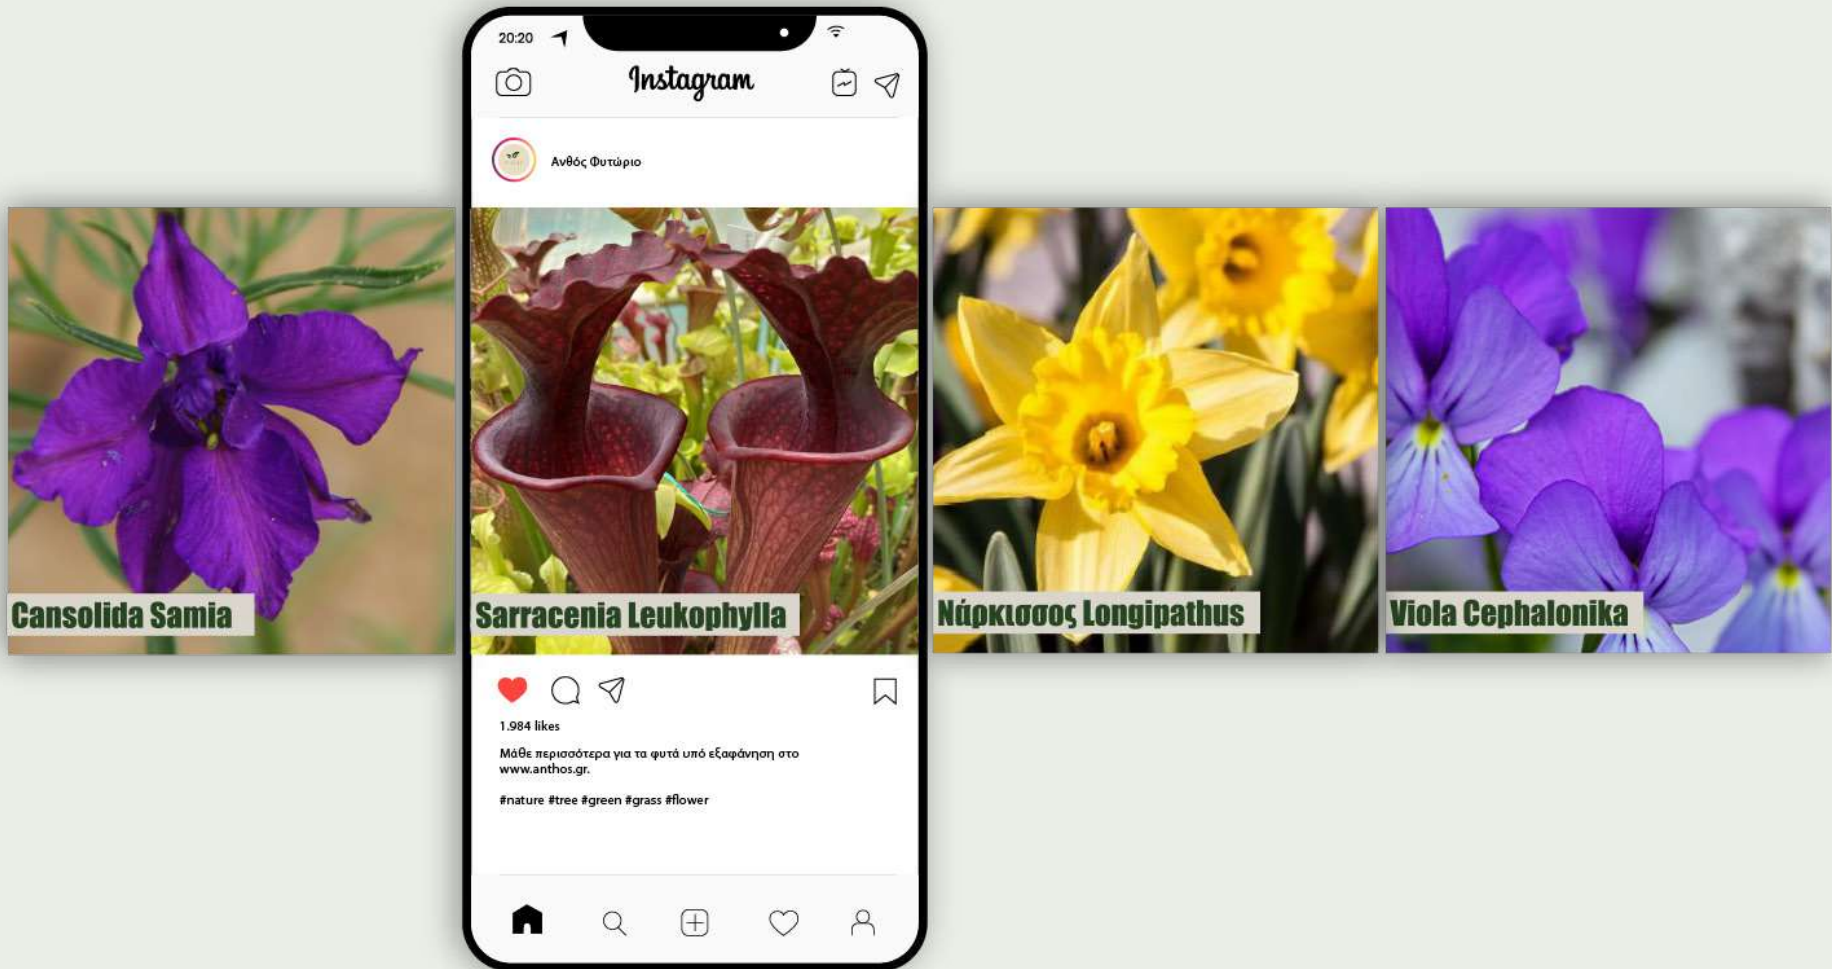 20:20
Instagram
Ανθός Φυτώριο
Cansolida Samia
Sarracenia Leukophylla
Νάρκισσος Longipathus
Viola Cephalonika
1.984 likes
Μάθε περισσότερα για τα φυτά υπό εξαφάνηση στο
www.anthos.gr.
#nature #tree #green #grass #flower